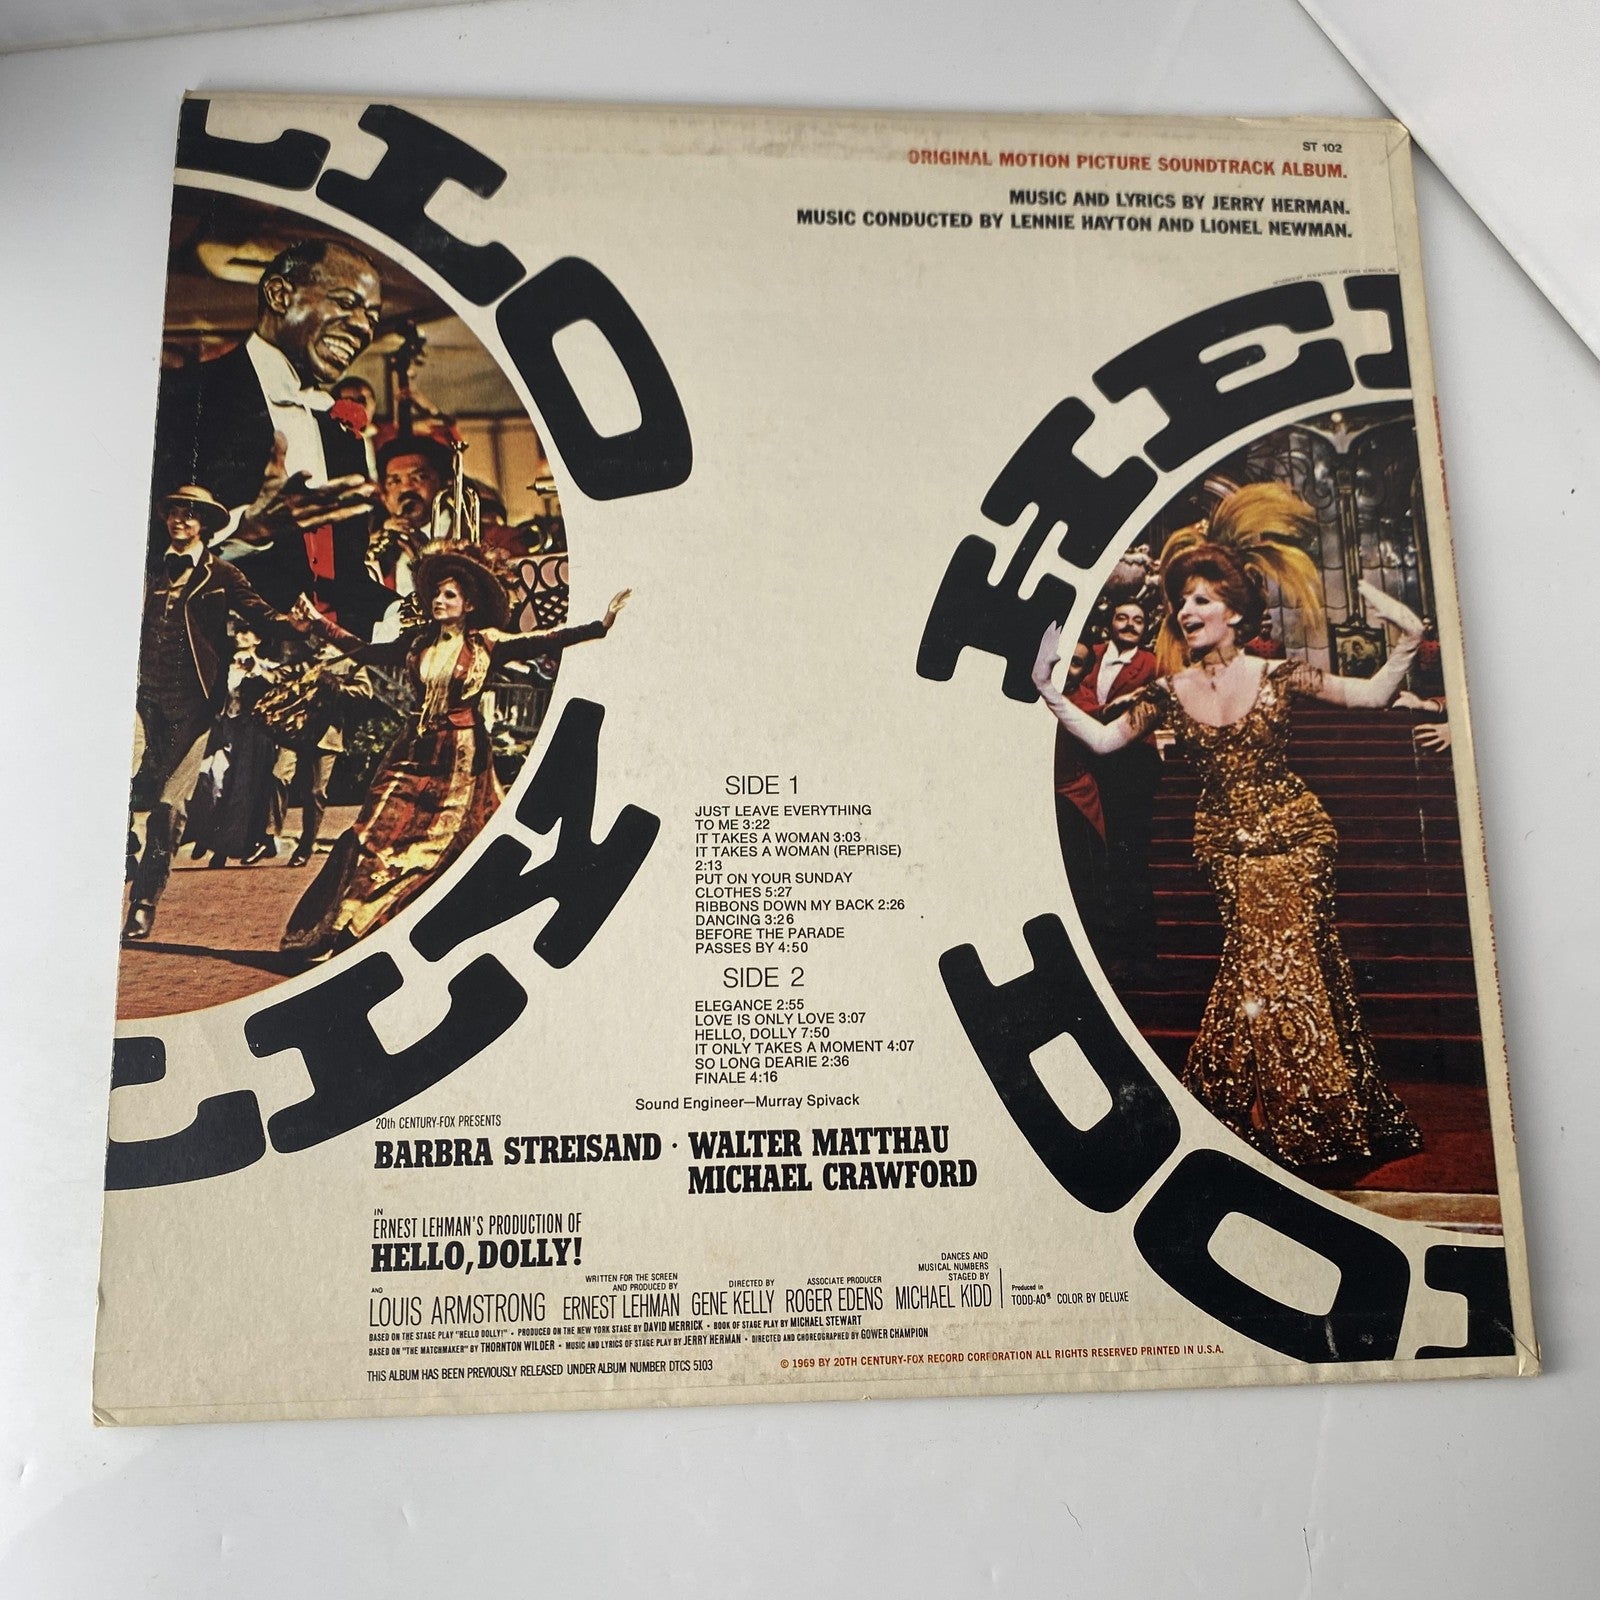 LLO
ST 102
ORIGINAL MOTION PICTURE SOUNDTRACK ALBUM.
MUSIC AND LYRICS BY JERRY HERMAN.
MUSIC CONDUCTED BY LENNIE HAYTON AND LIONEL NEWMAN.
HEL
LLY
DO
SIDE 1
JUST LEAVE EVERYTHING
TO ME 3:22
IT TAKES A WOMAN 3:03
IT TAKES A WOMAN (REPRISE)
2:13
PUT ON YOUR SUNDAY
CLOTHES 5:27
RIBBONS DOWN MY BACK 2:26
DANCING 3:26
BEFORE THE PARADE
PASSES BY 4:50
SIDE 2
ELEGANCE 2:55
LOVE IS ONLY LOVE 3:07
HELLO, DOLLY 7:50
IT ONLY TAKES A MOMENT 4:07
SO LONG DEARIE 2:36
FINALE 4:16
Sound Engineer—Murray Spivack
20th CENTURY-FOX PRESENTS
BARBRA STREISAND · WALTER MATTHAU
MICHAEL CRAWFORD
IN
ERNEST LEHMAN'S PRODUCTION OF
HELLO, DOLLY!
AND
LOUIS ARMSTRONG
WRITTEN FOR THE SCREEN
AND PRODUCED BY
ERNEST LEHMAN
DIRECTED BY
GENE KELLY
ASSOCIATE PRODUCER
ROGER EDENS
DANCES AND
MUSICAL NUMBERS
STAGED BY
MICHAEL KIDD
Produced in
TODD-AO® COLOR BY DELUXE
BASED ON THE STAGE PLAY "HELLO DOLLY!" • PRODUCED ON THE NEW YORK STAGE BY DAVID MERRICK • BOOK OF STAGE PLAY BY MICHAEL STEWART
BASED ON "THE MATCHMAKER" BY THORNTON WILDER • MUSIC AND LYRICS OF STAGE PLAY BY JERRY HERMAN • DIRECTED AND CHOREOGRAPHED BY GOWER CHAMPION
THIS ALBUM HAS BEEN PREVIOUSLY RELEASED UNDER ALBUM NUMBER DTCS 5103
© 1969 BY 20TH CENTURY-FOX RECORD CORPORATION ALL RIGHTS RESERVED PRINTED IN U.S.A.